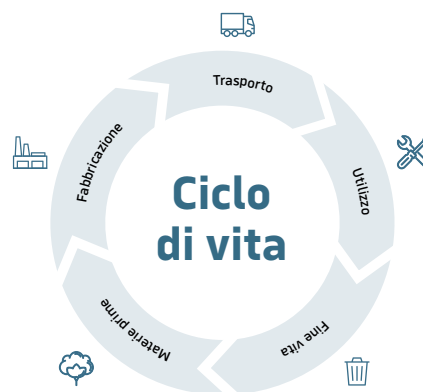 Trasporto
Utilizzo
Fine vita
Materie prime
Fabbricazione
Ciclo
di vita